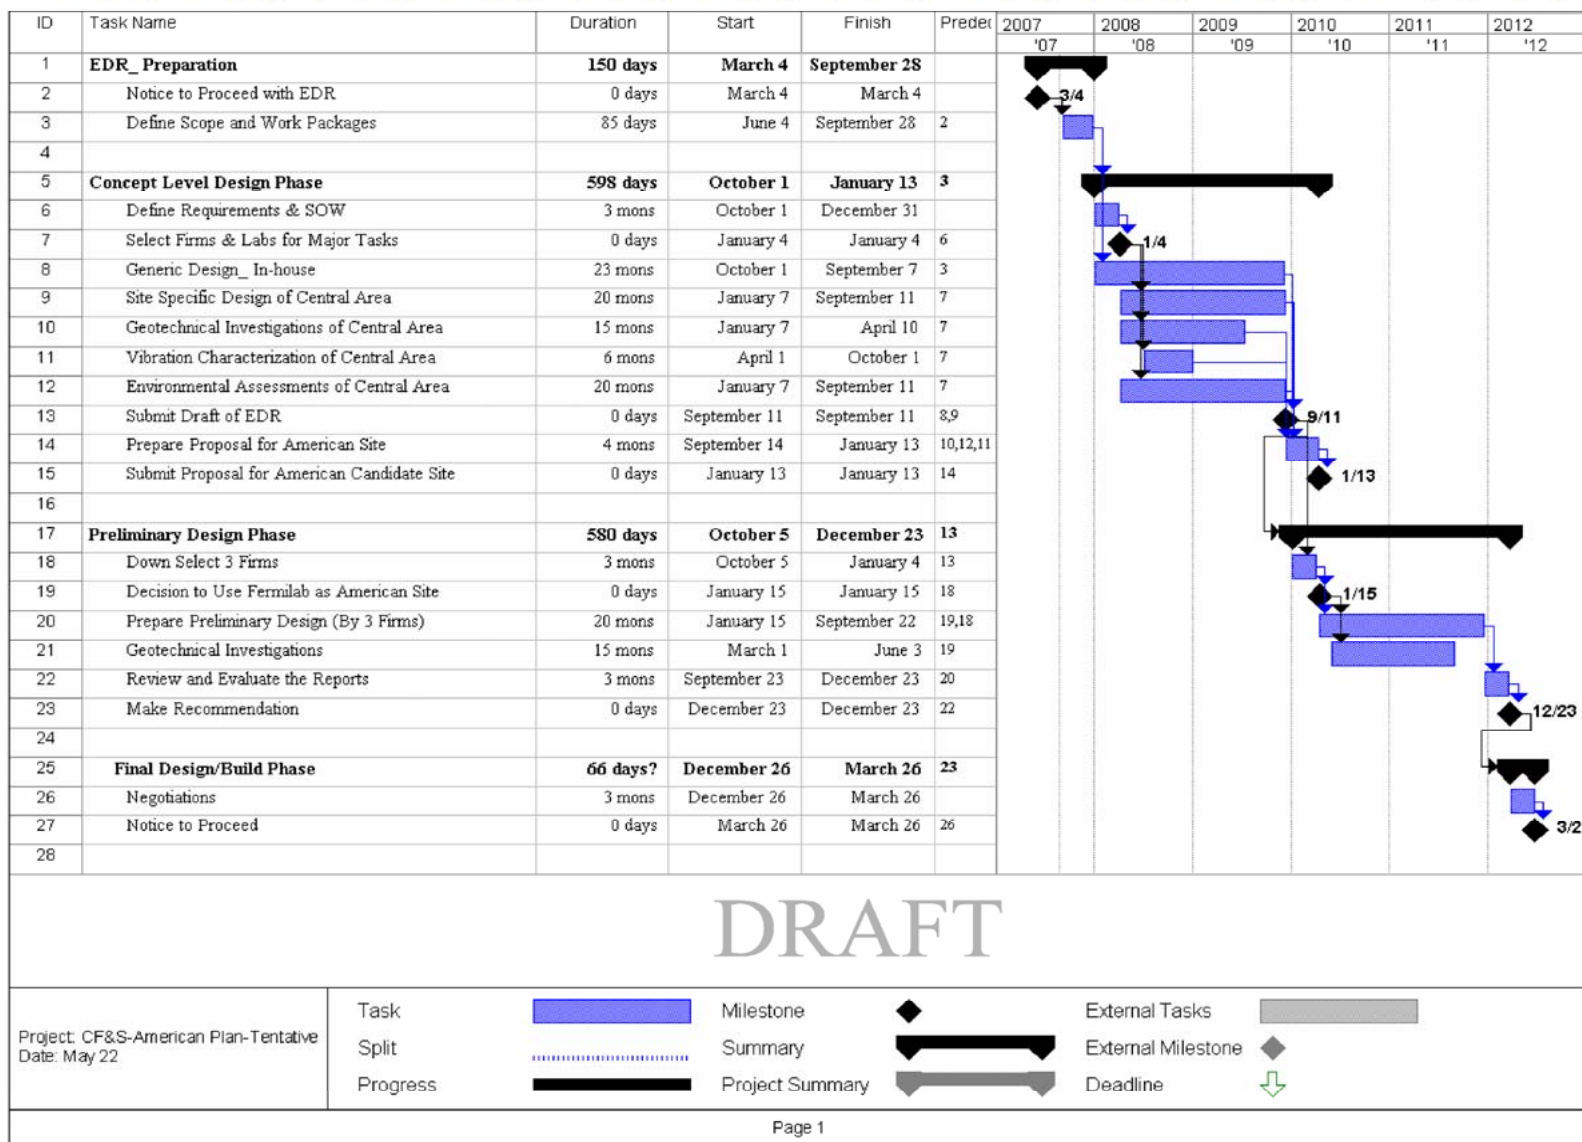 ID Task Name Duration Start Finish Predec 2007 2008 2009 2010 2011 2012
'07 '08 '09 '10 '11 '12
1 EDR_ Preparation 150 days March 4 September 28
2 Notice to Proceed with EDR 0 days March 4 March 4 3/4
3 Define Scope and Work Packages 85 days June 4 September 28 2
4
5 Concept Level Design Phase 598 days October 1 January 13 3
6 Define Requirements & SOW 3 mons October 1 December 31
7 Select Firms & Labs for Major Tasks 0 days January 4 January 4 6 1/4
8 Generic Design_ In-house 23 mons October 1 September 7 3
9 Site Specific Design of Central Area 20 mons January 7 September 11 7
10 Geotechnical Investigations of Central Area 15 mons January 7 April 10 7
11 Vibration Characterization of Central Area 6 mons April 1 October 1 7
12 Environmental Assessments of Central Area 20 mons January 7 September 11 7
13 Submit Draft of EDR 0 days September 11 September 11 8,9 9/11
14 Prepare Proposal for American Site 4 mons September 14 January 13 10,12,11
15 Submit Proposal for American Candidate Site 0 days January 13 January 13 14 1/13
16
17 Preliminary Design Phase 580 days October 5 December 23 13
18 Down Select 3 Firms 3 mons October 5 January 4 13
19 Decision to Use Fermilab as American Site 0 days January 15 January 15 18 1/15
20 Prepare Preliminary Design (By 3 Firms) 20 mons January 15 September 22 19,18
21 Geotechnical Investigations 15 mons March 1 June 3 19
22 Review and Evaluate the Reports 3 mons September 23 December 23 20
23 Make Recommendation 0 days December 23 December 23 22 12/23
24
25 Final Design/Build Phase 66 days? December 26 March 26 23
26 Negotiations 3 mons December 26 March 26
27 Notice to Proceed 0 days March 26 March 26 26 3/2
28
DRAFT
Project: CF&S-American Plan-Tentative
Date: May 22
Task Milestone External Tasks
Split Summary External Milestone
Progress Project Summary Deadline
Page 1